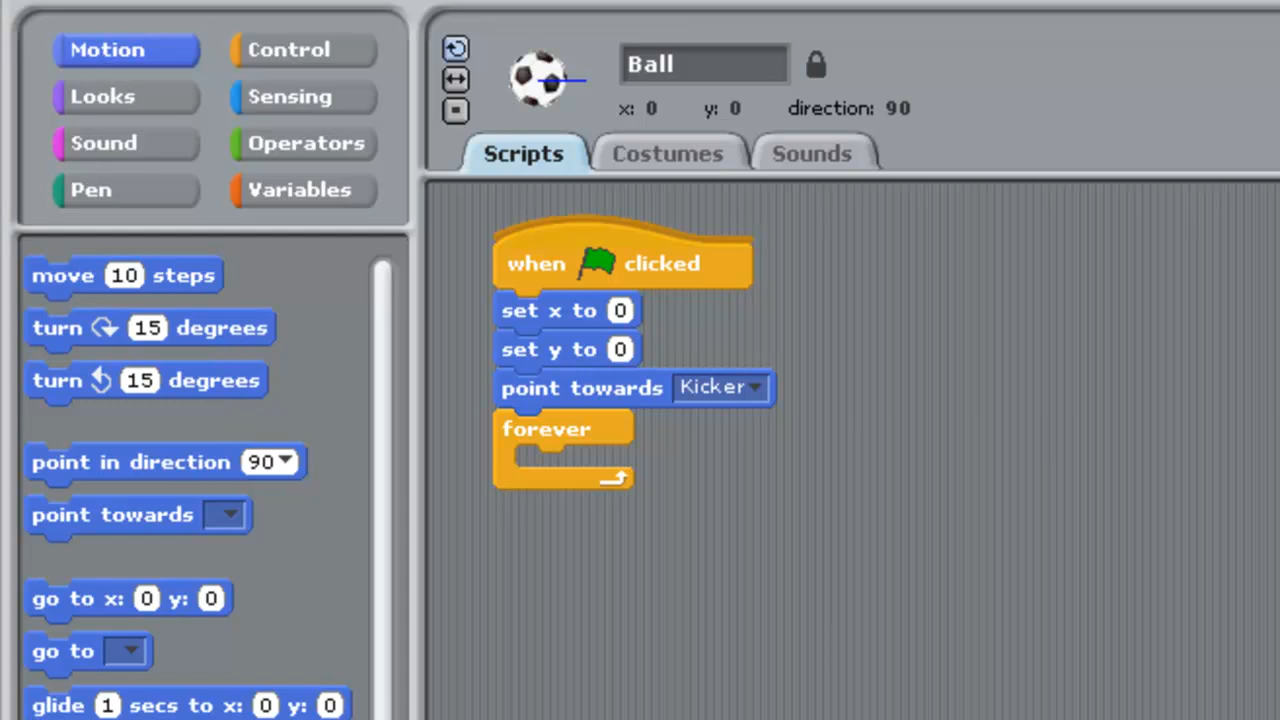 Motion
Control
Looks
Sensing
Sound
Operators
Pen
Variables
move 10 steps
turn 15 degrees
turn 15 degrees
point in direction 90
point towards
go to x: 0 y: 0
go to
glide 1 secs to x: 0 y: 0
Ball
x: 0 y: 0 direction: 90
Scripts
Costumes
Sounds
when clicked
set x to 0
set y to 0
point towards Kicker
forever